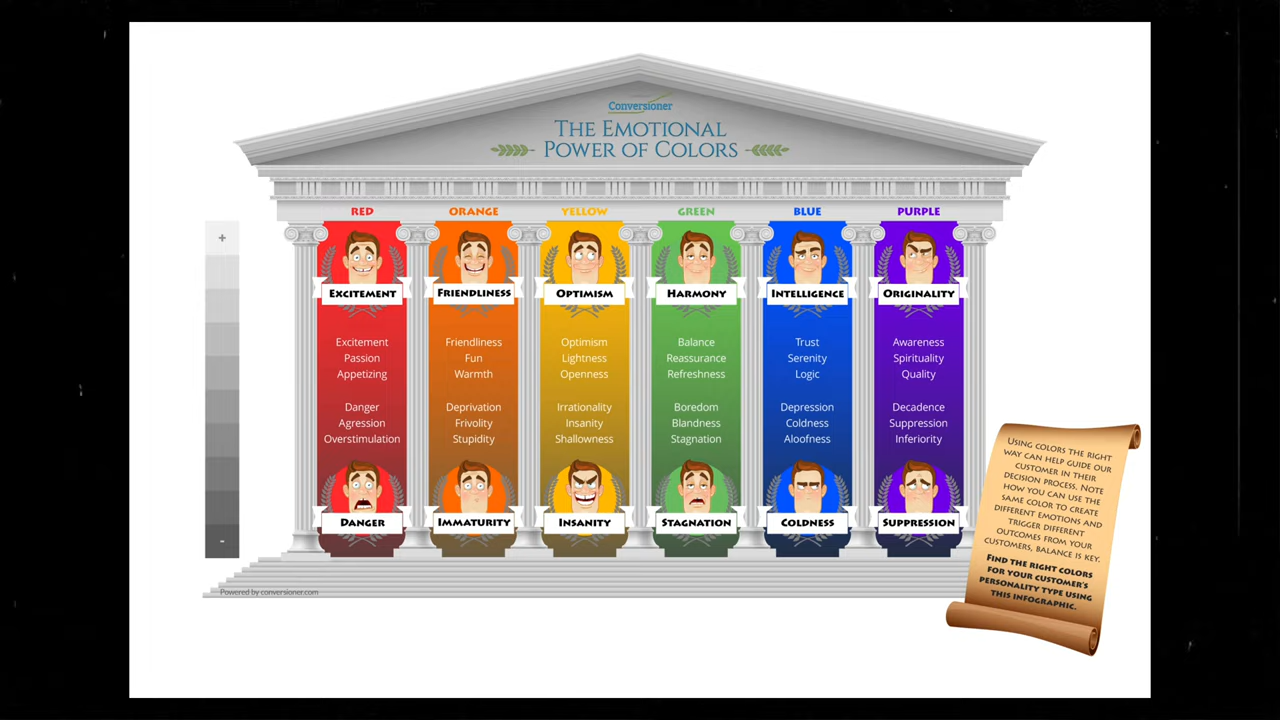 Conversioner
THE EMOTIONAL
POWER OF COLORS
RED
ORANGE
YELLOW
GREEN
BLUE
PURPLE
+
-
EXCITEMENT
FRIENDLINESS
OPTIMISM
HARMONY
INTELLIGENCE
ORIGINALITY
Excitement
Passion
Appetizing
Friendliness
Fun
Warmth
Optimism
Lightness
Openness
Balance
Reassurance
Refreshness
Trust
Serenity
Logic
Awareness
Spirituality
Quality
Danger
Agression
Overstimulation
Deprivation
Frivolity
Stupidity
Irrationality
Insanity
Shallowness
Boredom
Blandness
Stagnation
Depression
Coldness
Aloofness
Decadence
Suppression
Inferiority
DANGER
IMMATURITY
INSANITY
STAGNATION
COLDNESS
SUPPRESSION
USING COLORS THE RIGHT
WAY CAN HELP GUIDE OUR
CUSTOMER IN THEIR
DECISION PROCESS. NOTE
HOW YOU CAN USE THE
SAME COLOR TO CREATE
DIFFERENT EMOTIONS AND
TRIGGER DIFFERENT
OUTCOMES FROM YOUR
CUSTOMERS, BALANCE IS KEY.
FIND THE RIGHT COLORS
FOR YOUR CUSTOMER'S
PERSONALITY TYPE USING
THIS INFOGRAPHIC.
Powered by conversioner.com